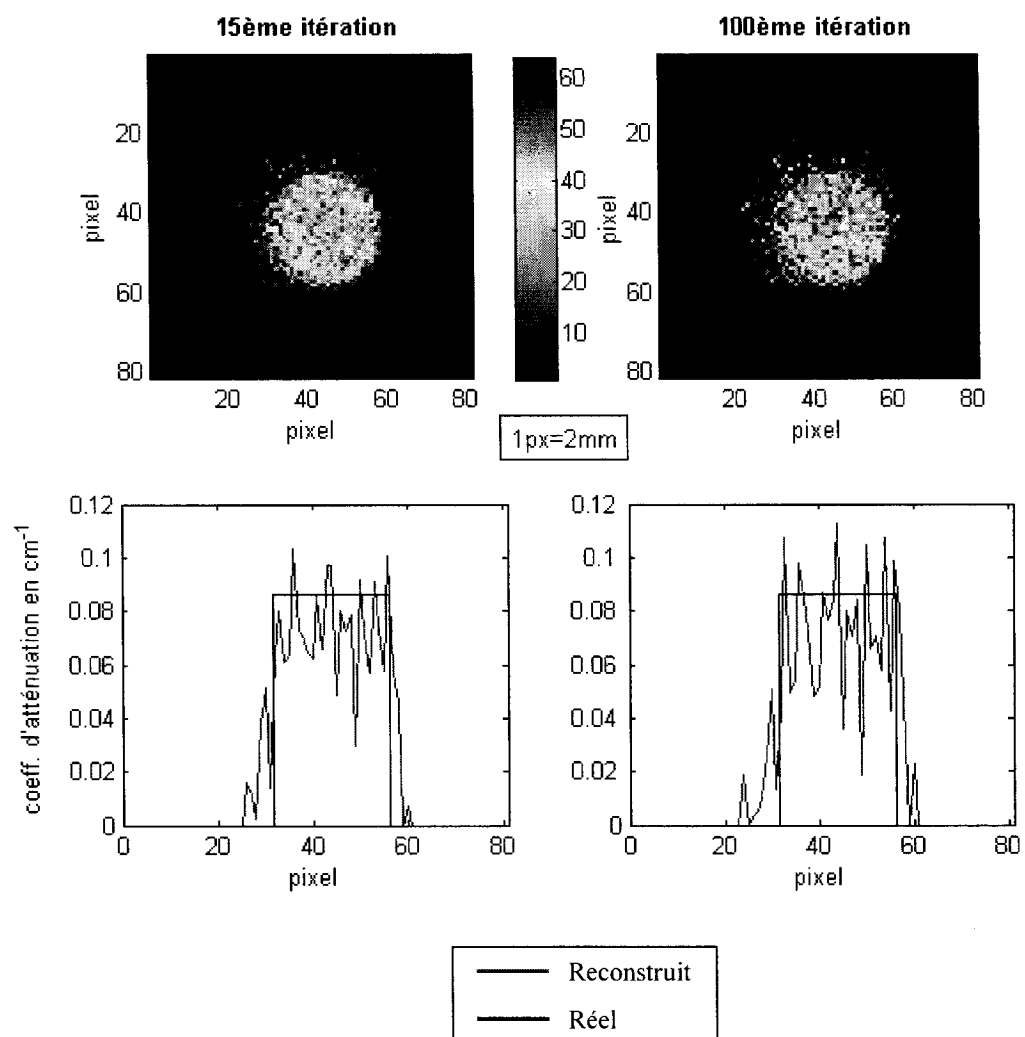 15ème itération
100ème itération
20
40
60
80
pixel
20 40 60 80
pixel
60
50
40
30
20
10
20
40
60
80
pixel
20 40 60 80
pixel
1px=2mm
0.12
0.1
0.08
0.06
0.04
0.02
0
coeff. d'atténuation en cm⁻¹
0 20 40 60 80
pixel
0.12
0.1
0.08
0.06
0.04
0.02
0
0 20 40 60 80
pixel
Reconstruit
Réel